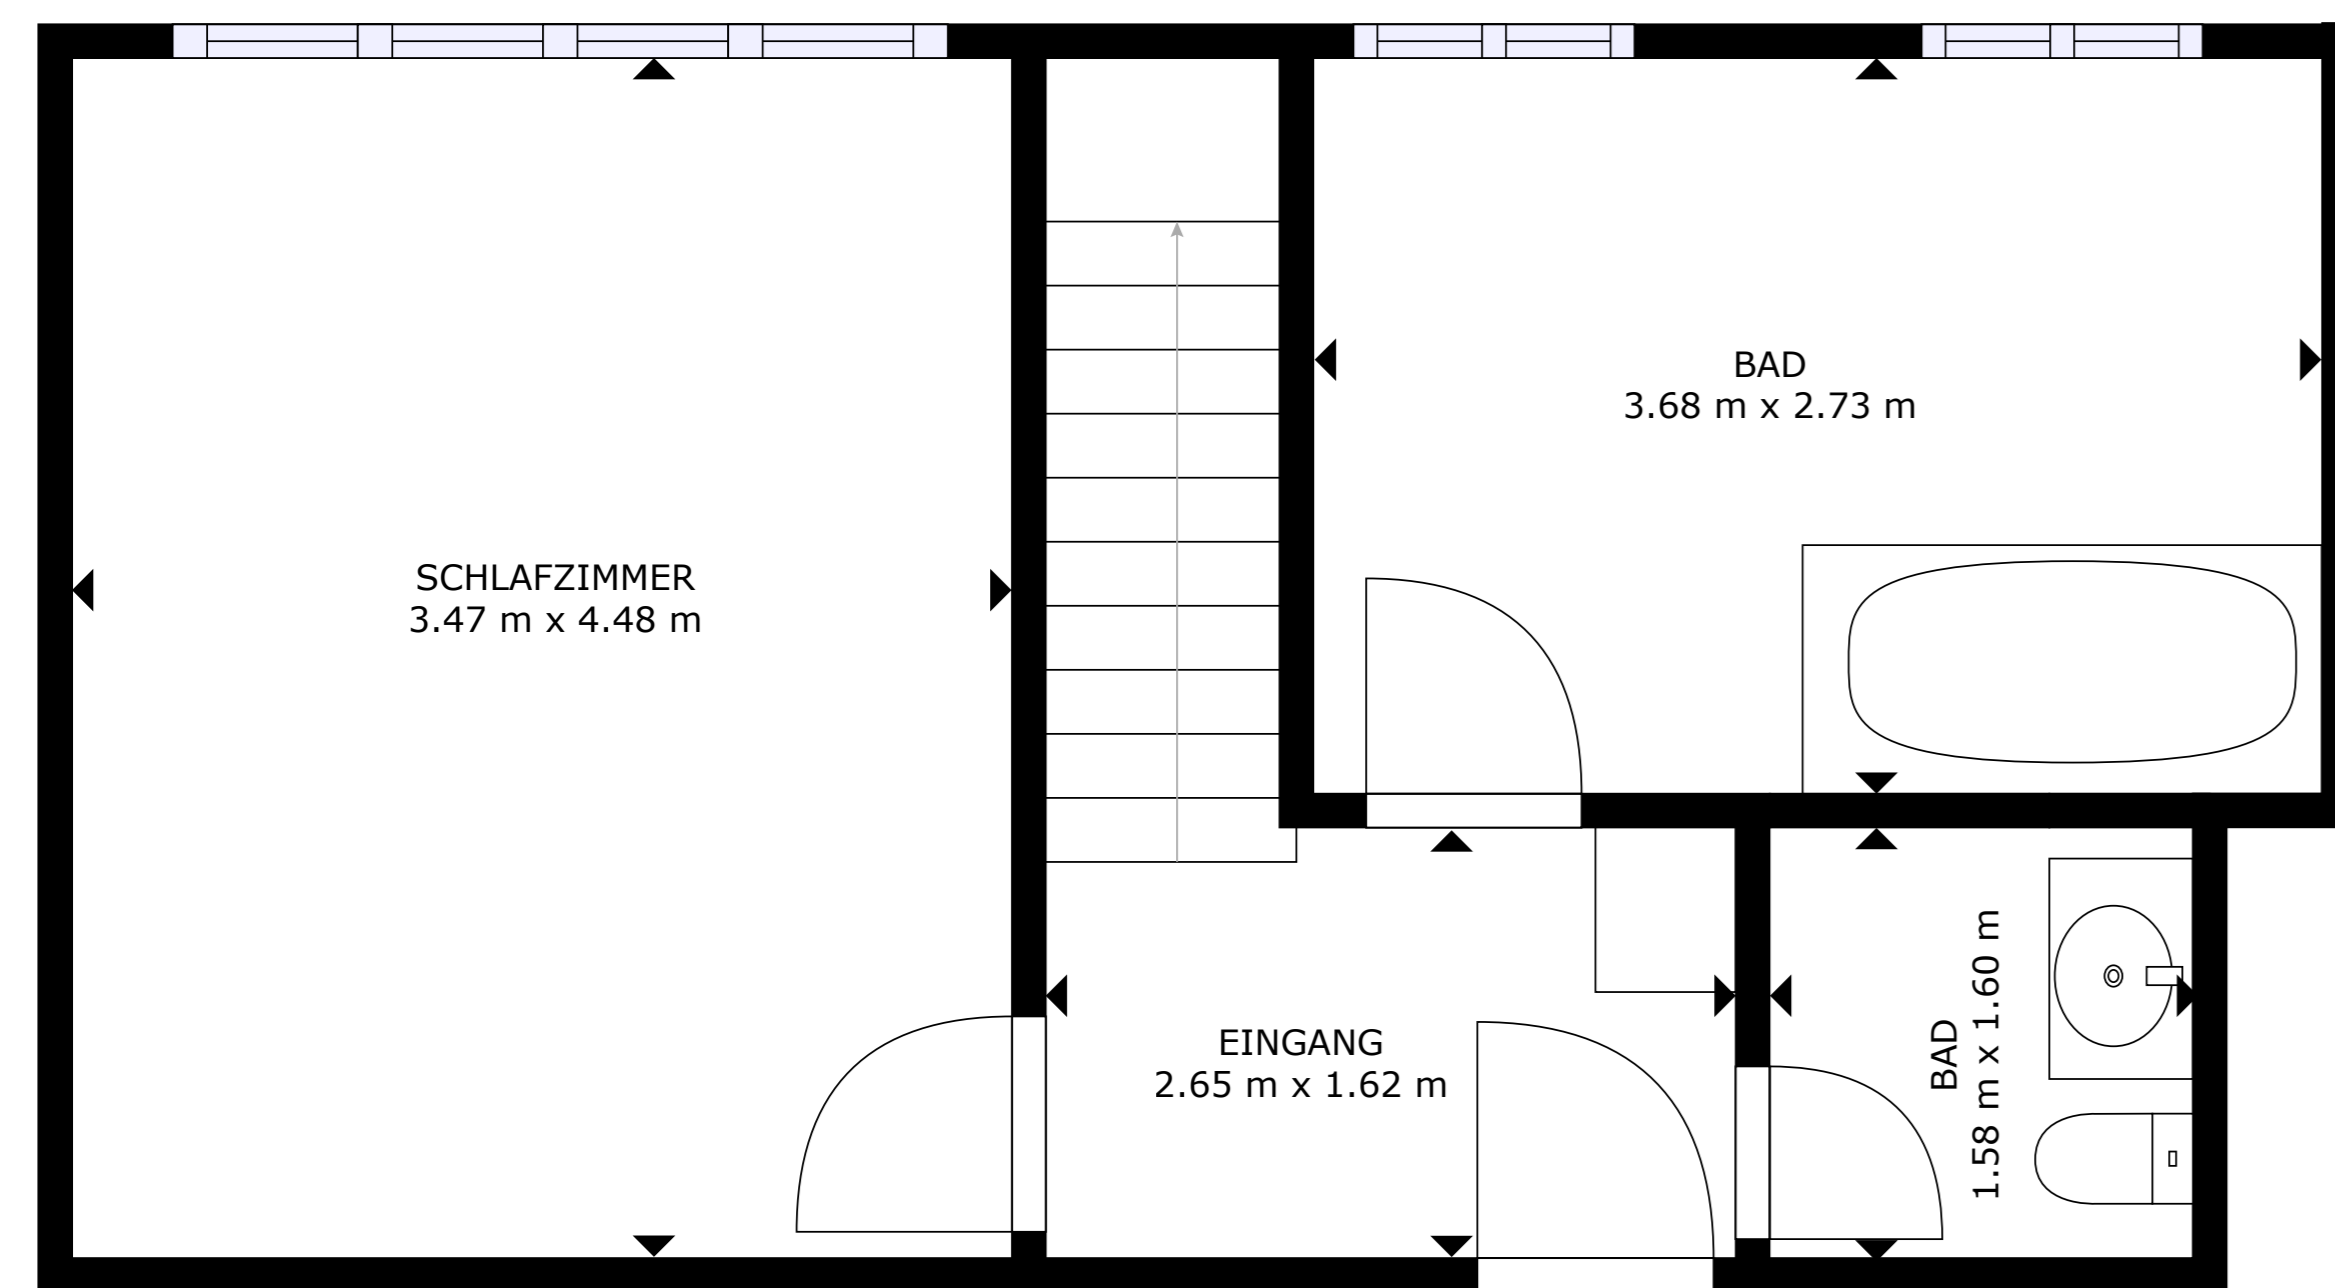 SCHLAFZIMMER
3.47 m x 4.48 m
BAD
3.68 m x 2.73 m
EINGANG
2.65 m x 1.62 m
BAD
1.58 m x 1.60 m